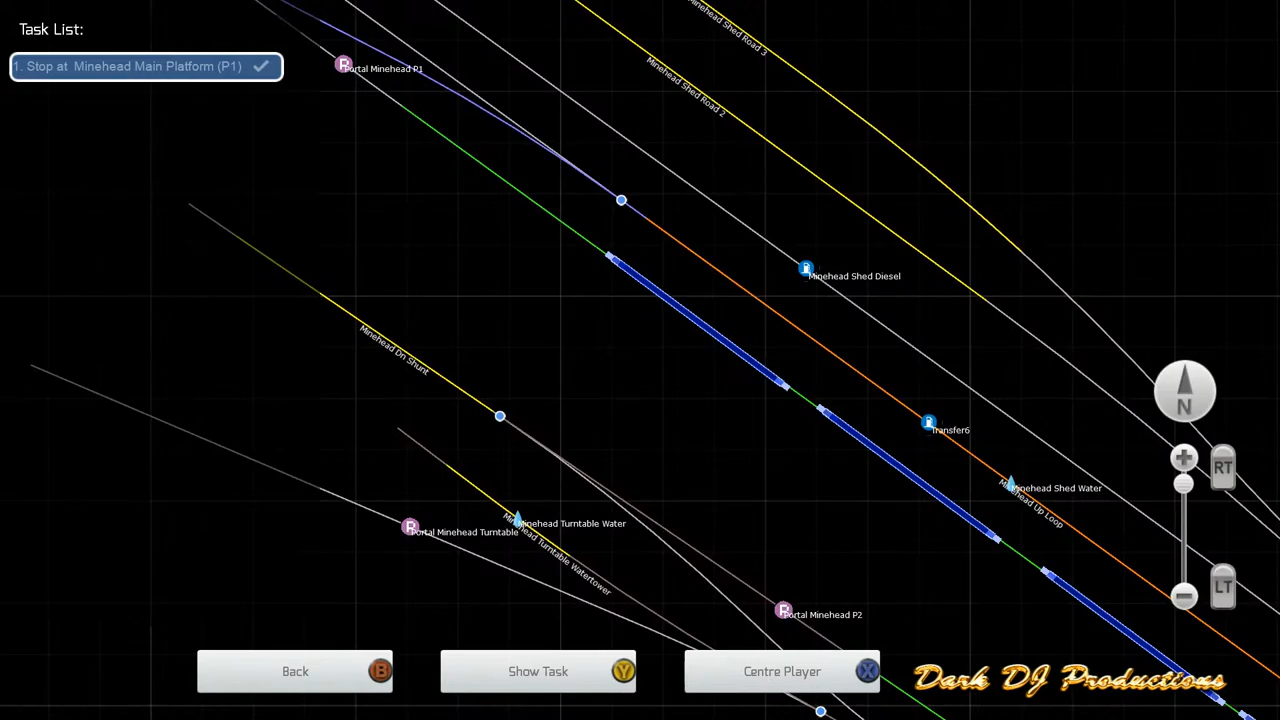 Task List:
1. Stop at Minehead Main Platform (P1)
Minehead Shed Road 3
Portal Minehead P1
Minehead Shed Road 2
Minehead Shed Diesel
Minehead Dn Shunt
N
Transfer6
RT
Minehead Shed Water
Minehead Up Loop
Minehead Turntable Water
Portal Minehead Turntable
Minehead Turntable Watertower
LT
Portal Minehead P2
Back B
Show Task Y
Centre Player X
Dark DJ Productions